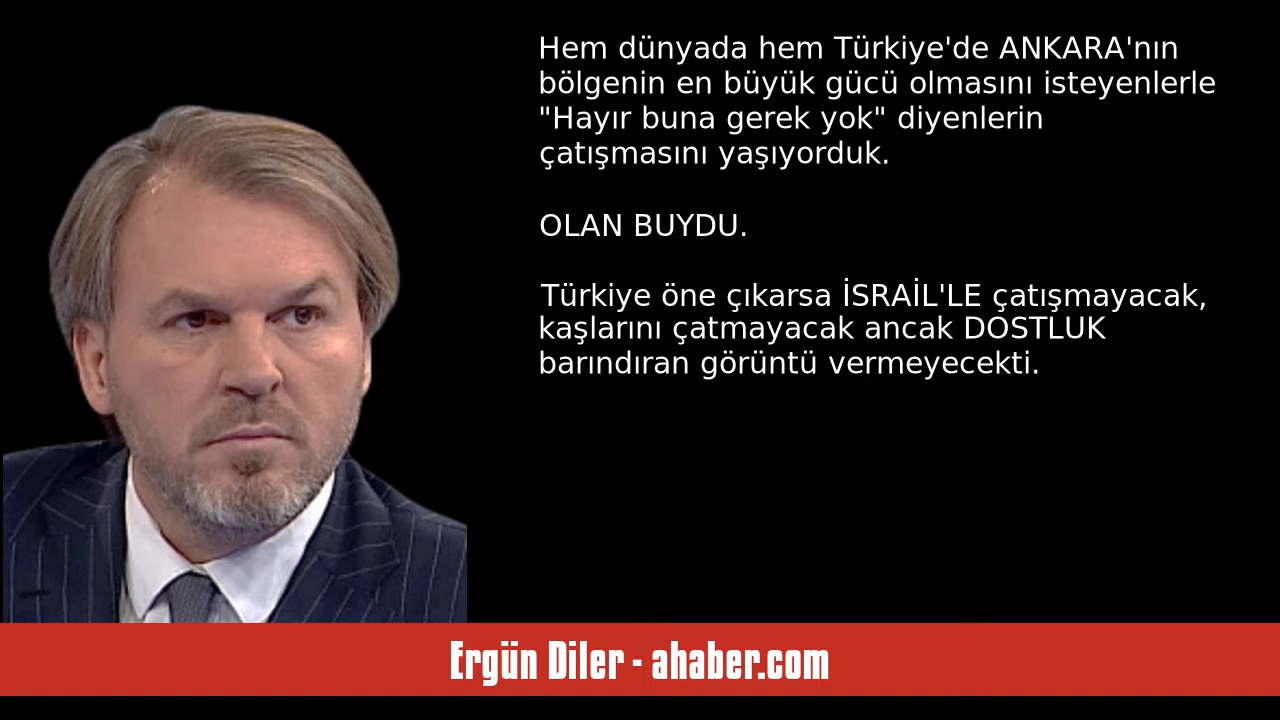 Hem dünyada hem Türkiye'de ANKARA'nın
bölgenin en büyük gücü olmasını isteyenlerle
"Hayır buna gerek yok" diyenlerin
çatışmasını yaşıyorduk.
OLAN BUYDU.
Türkiye öne çıkarsa İSRAİL'LE çatışmayacak,
kaşlarını çatmayacak ancak DOSTLUK
barındıran görüntü vermeyecekti.
Ergün Diler - ahaber.com